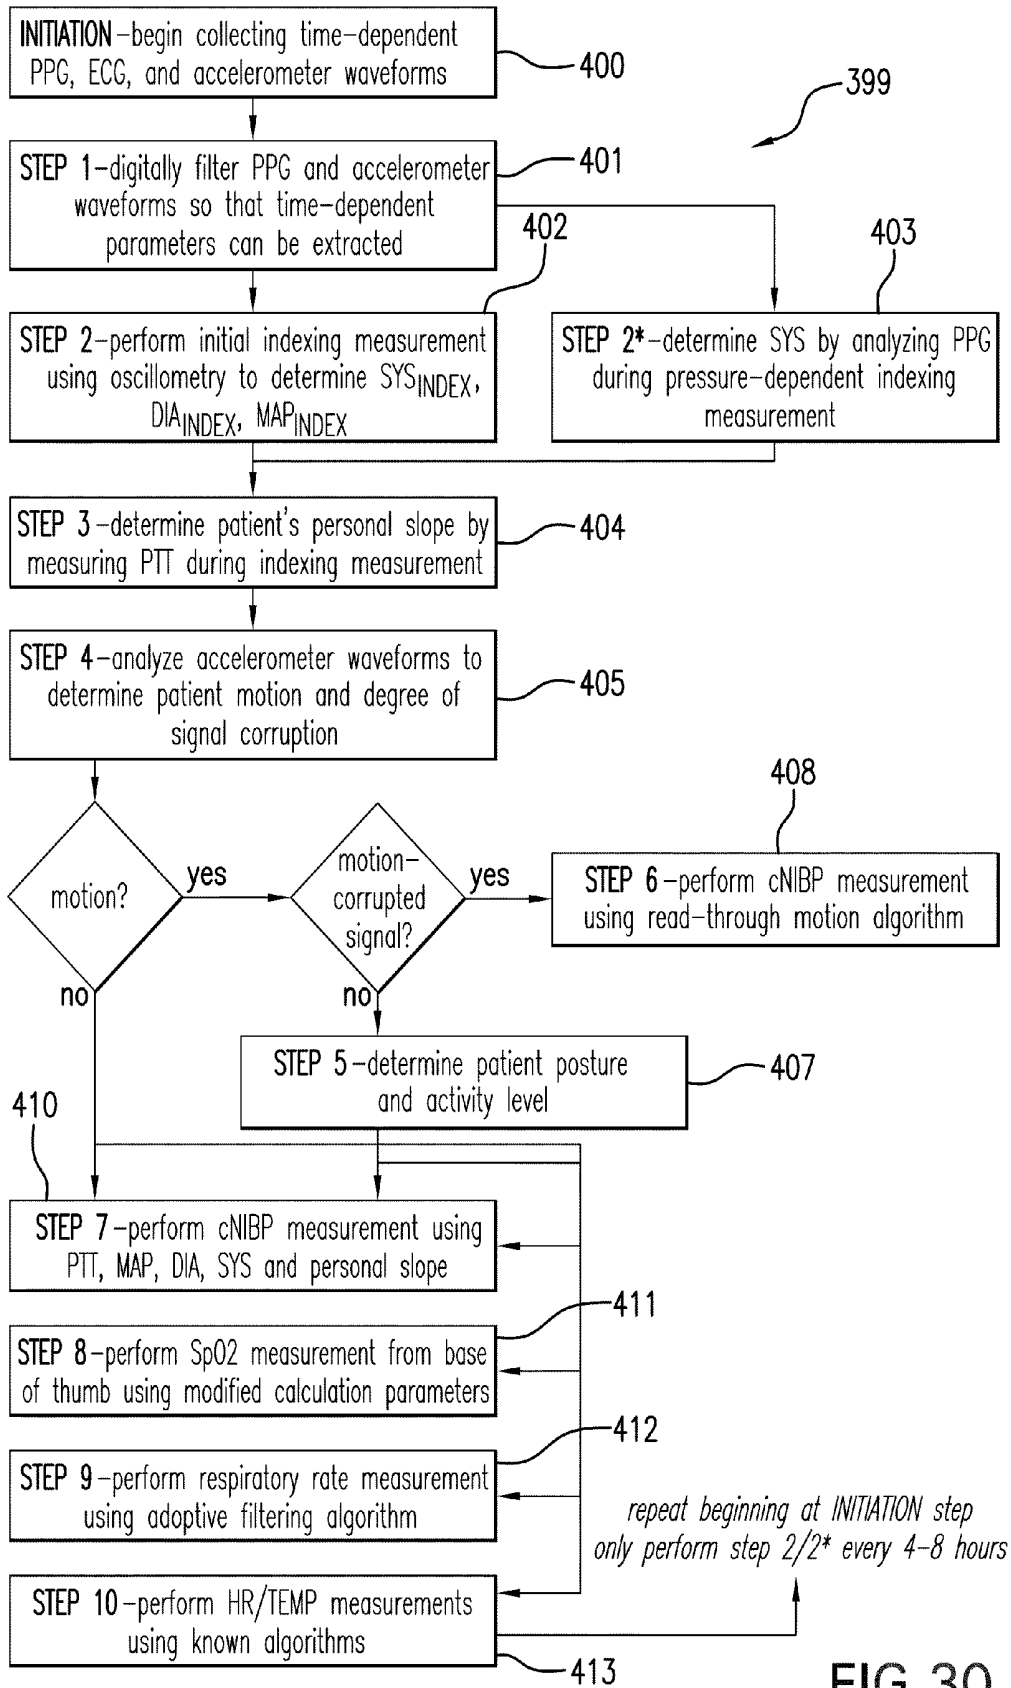 INITIATION-begin collecting time-dependent
PPG, ECG, and accelerometer waveforms
400
399
STEP 1-digitally filter PPG and accelerometer
waveforms so that time-dependent
parameters can be extracted
401
402
403
STEP 2-perform initial indexing measurement
using oscillometry to determine SYSINDEX,
DIAINDEX, MAPINDEX
STEP 2*-determine SYS by analyzing PPG
during pressure-dependent indexing
measurement
STEP 3-determine patient's personal slope by
measuring PTT during indexing measurement
404
STEP 4-analyze accelerometer waveforms to
determine patient motion and degree of
signal corruption
405
408
motion?
yes
motion-
corrupted
signal?
yes
STEP 6-perform cNIBP measurement
using read-through motion algorithm
no
no
STEP 5-determine patient posture
and activity level
407
410
STEP 7-perform cNIBP measurement using
PTT, MAP, DIA, SYS and personal slope
411
STEP 8-perform SpO2 measurement from base
of thumb using modified calculation parameters
412
STEP 9-perform respiratory rate measurement
using adoptive filtering algorithm
repeat beginning at INITIATION step
only perform step 2/2* every 4-8 hours
STEP 10-perform HR/TEMP measurements
using known algorithms
413
FIG. 30